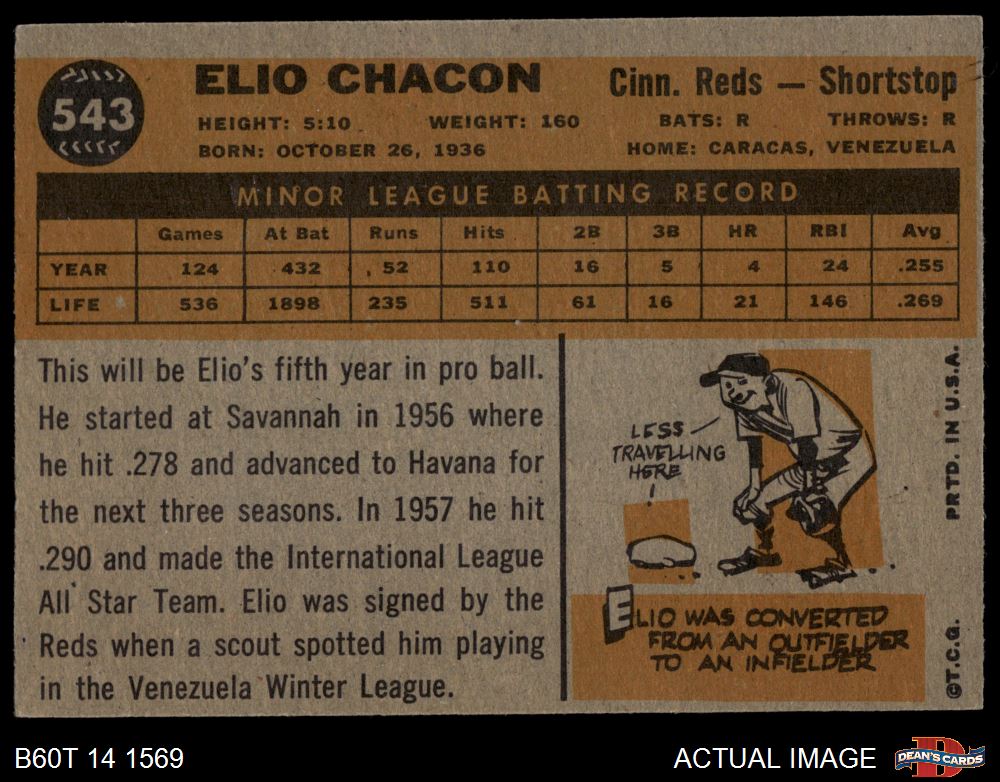 543
ELIO CHACON
Cinn. Reds — Shortstop
HEIGHT: 5:10 WEIGHT: 160 BATS: R THROWS: R
BORN: OCTOBER 26, 1936 HOME: CARACAS, VENEZUELA
MINOR LEAGUE BATTING RECORD
Games At Bat Runs Hits 2B 3B HR RBI Avg
YEAR 124 432 52 110 16 5 4 24 .255
LIFE 536 1898 235 511 61 16 21 146 .269
This will be Elio's fifth year in pro ball.
He started at Savannah in 1956 where
he hit .278 and advanced to Havana for
the next three seasons. In 1957 he hit
.290 and made the International League
All Star Team. Elio was signed by the
Reds when a scout spotted him playing
in the Venezuela Winter League.
LESS
TRAVELLING
HERE
ELIO WAS CONVERTED
FROM AN OUTFIELDER
TO AN INFIELDER
©T.C.G. PRTD. IN U.S.A.
B60T 14 1569
ACTUAL IMAGE
D
DEAN'S CARDS